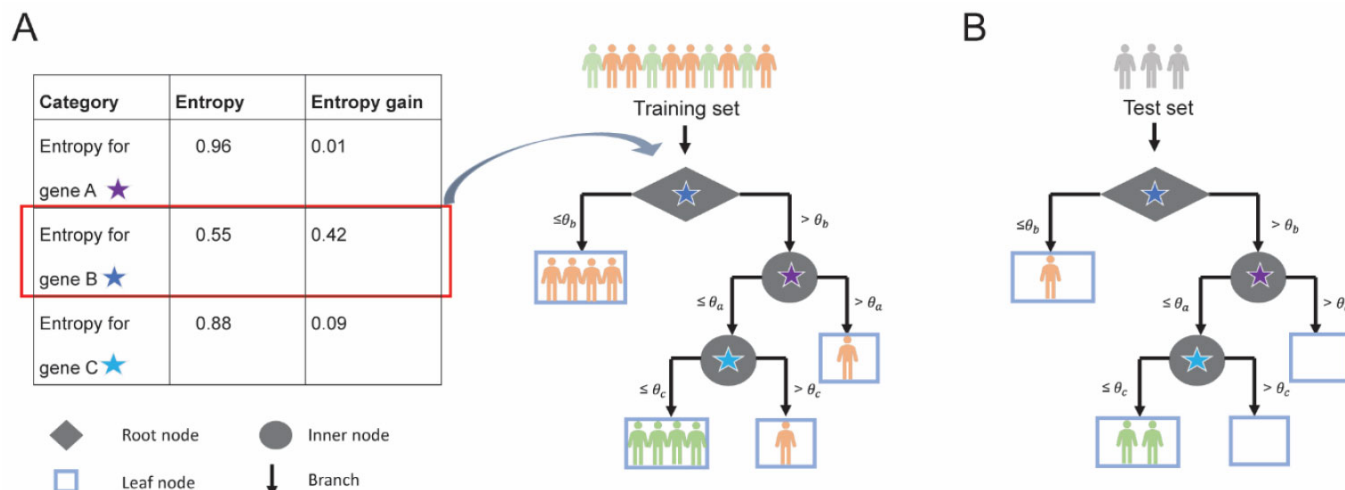 A
Category Entropy Entropy gain
Entropy for gene A 0.96 0.01
Entropy for gene B 0.55 0.42
Entropy for gene C 0.88 0.09
Root node
Inner node
Leaf node
Branch
Training set
≤θb
> θb
≤ θa
> θa
≤ θc
> θc
B
Test set
≤θb
> θb
≤ θa
≤ θc
> θc